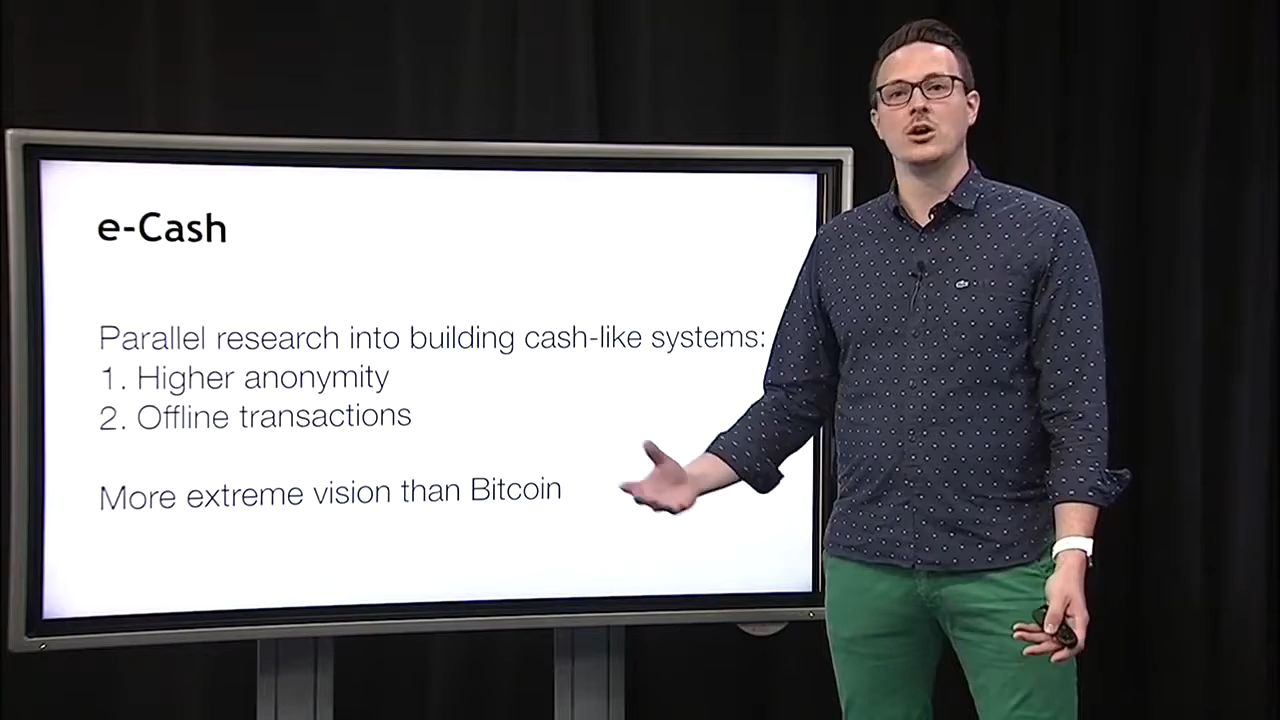 e-Cash
Parallel research into building cash-like systems:
1. Higher anonymity
2. Offline transactions
More extreme vision than Bitcoin